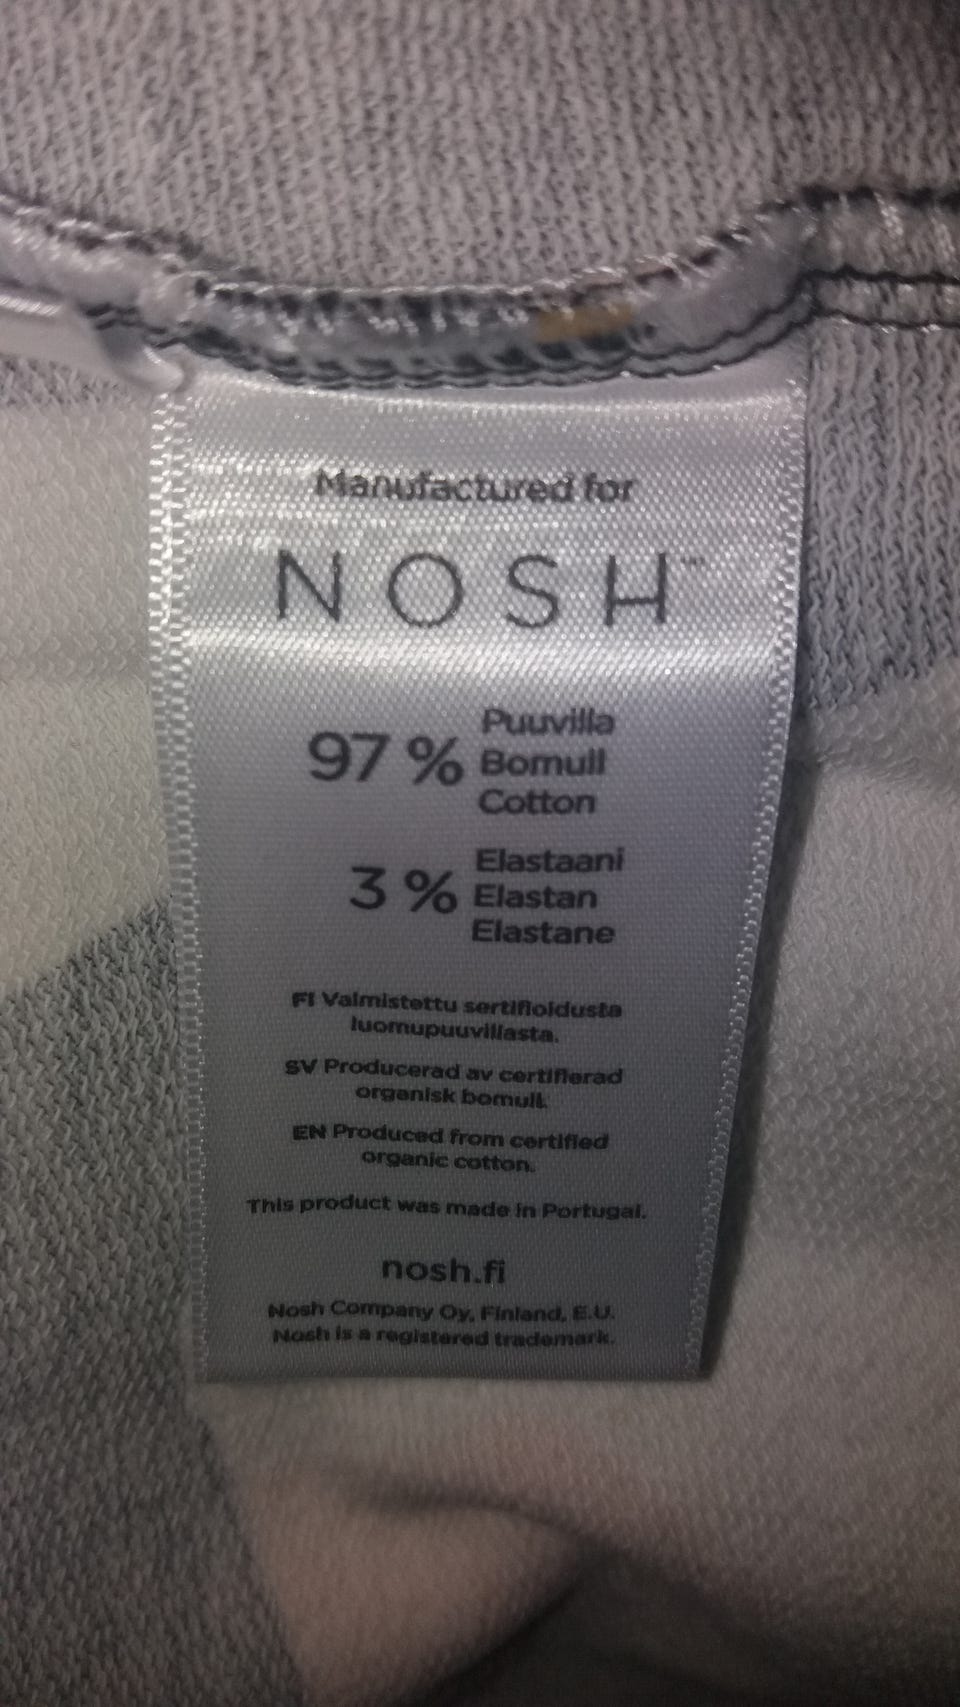 Manufactured for
NOSH™
97 % Puuvilla
Bomull
Cotton
3 % Elastaani
Elastan
Elastane
FI Valmistettu sertifioidusta
luomupuuvillasta.
SV Producerad av certifierad
organisk bomull.
EN Produced from certified
organic cotton.
This product was made in Portugal.
nosh.fi
Nosh Company Oy, Finland, E.U.
Nosh is a registered trademark.